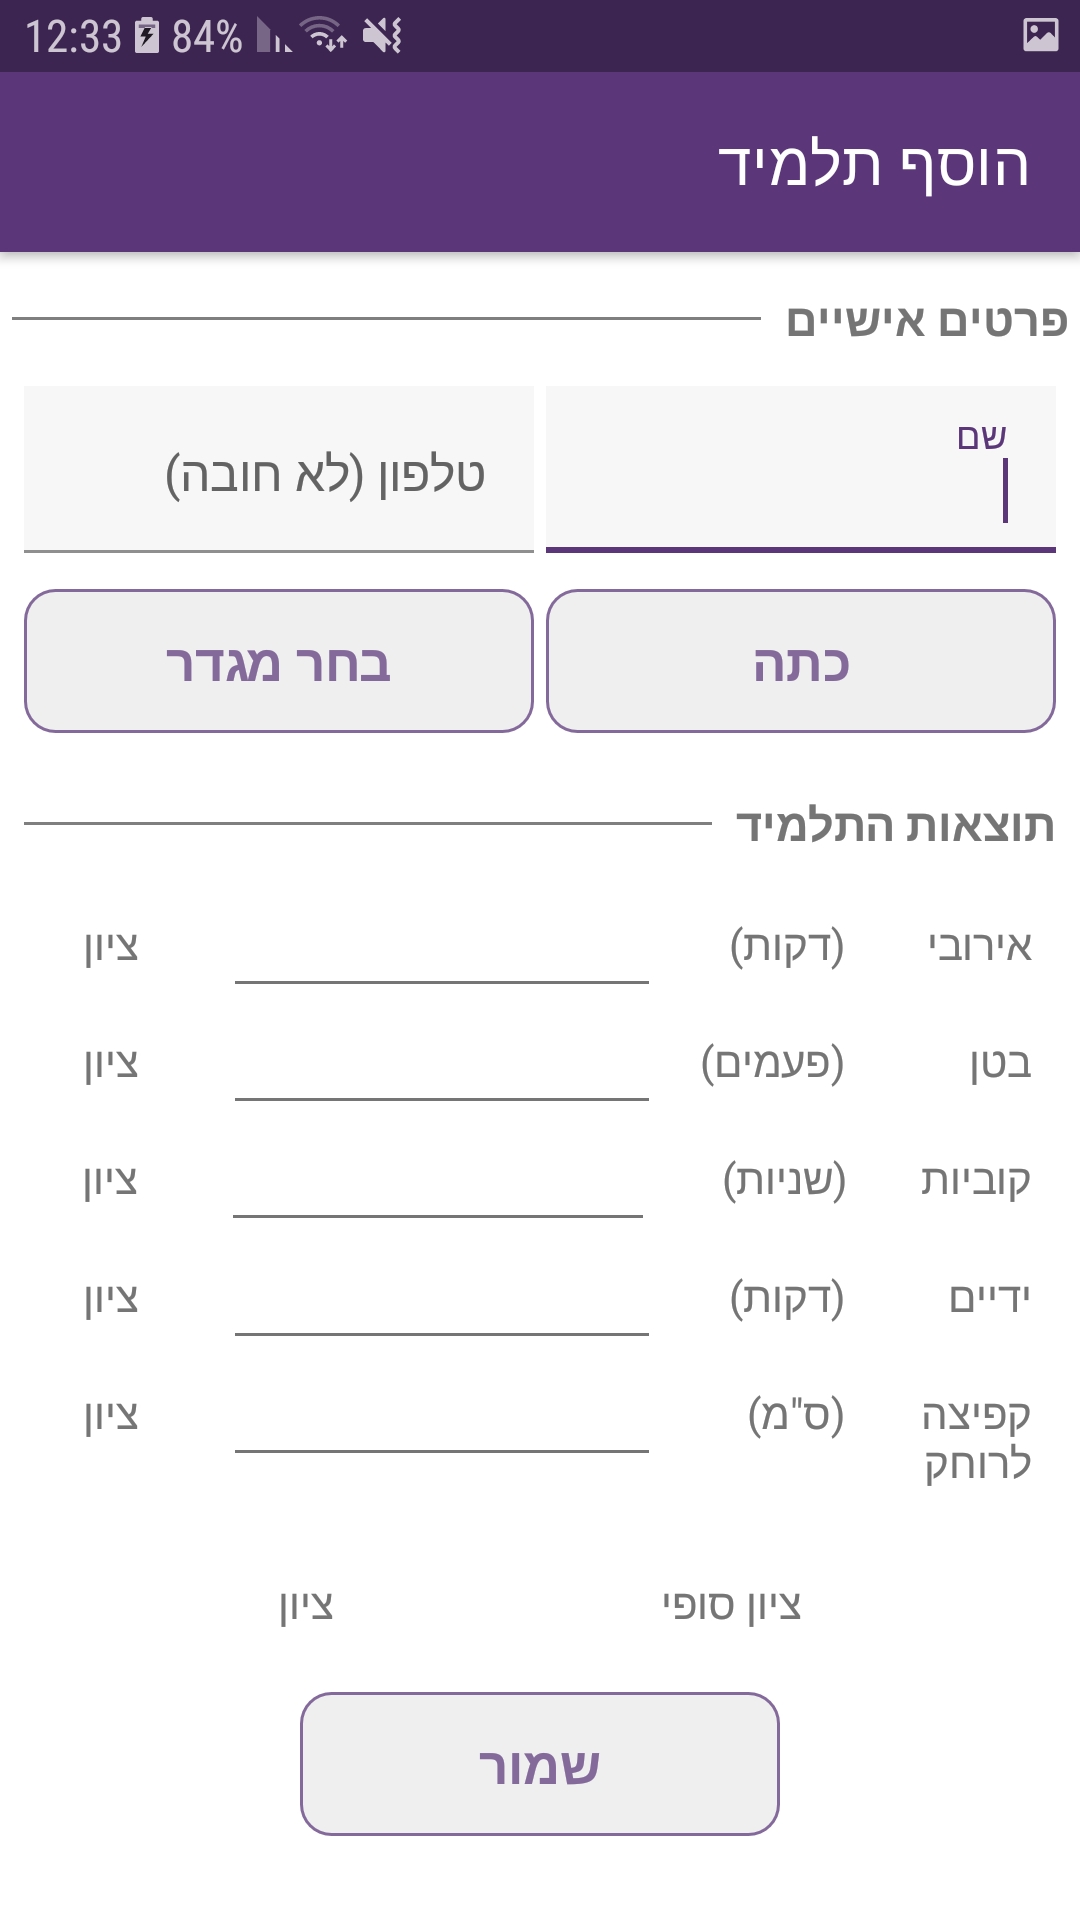 12:33 84%
הוסף תלמיד
פרטים אישיים
שם
טלפון (לא חובה)
כתה
בחר מגדר
תוצאות התלמיד
אירובי (דקות) ציון
בטן (פעמים) ציון
קוביות (שניות) ציון
ידיים (דקות) ציון
קפיצה (ס"מ) ציון
לרוחק
ציון סופי ציון
שמור